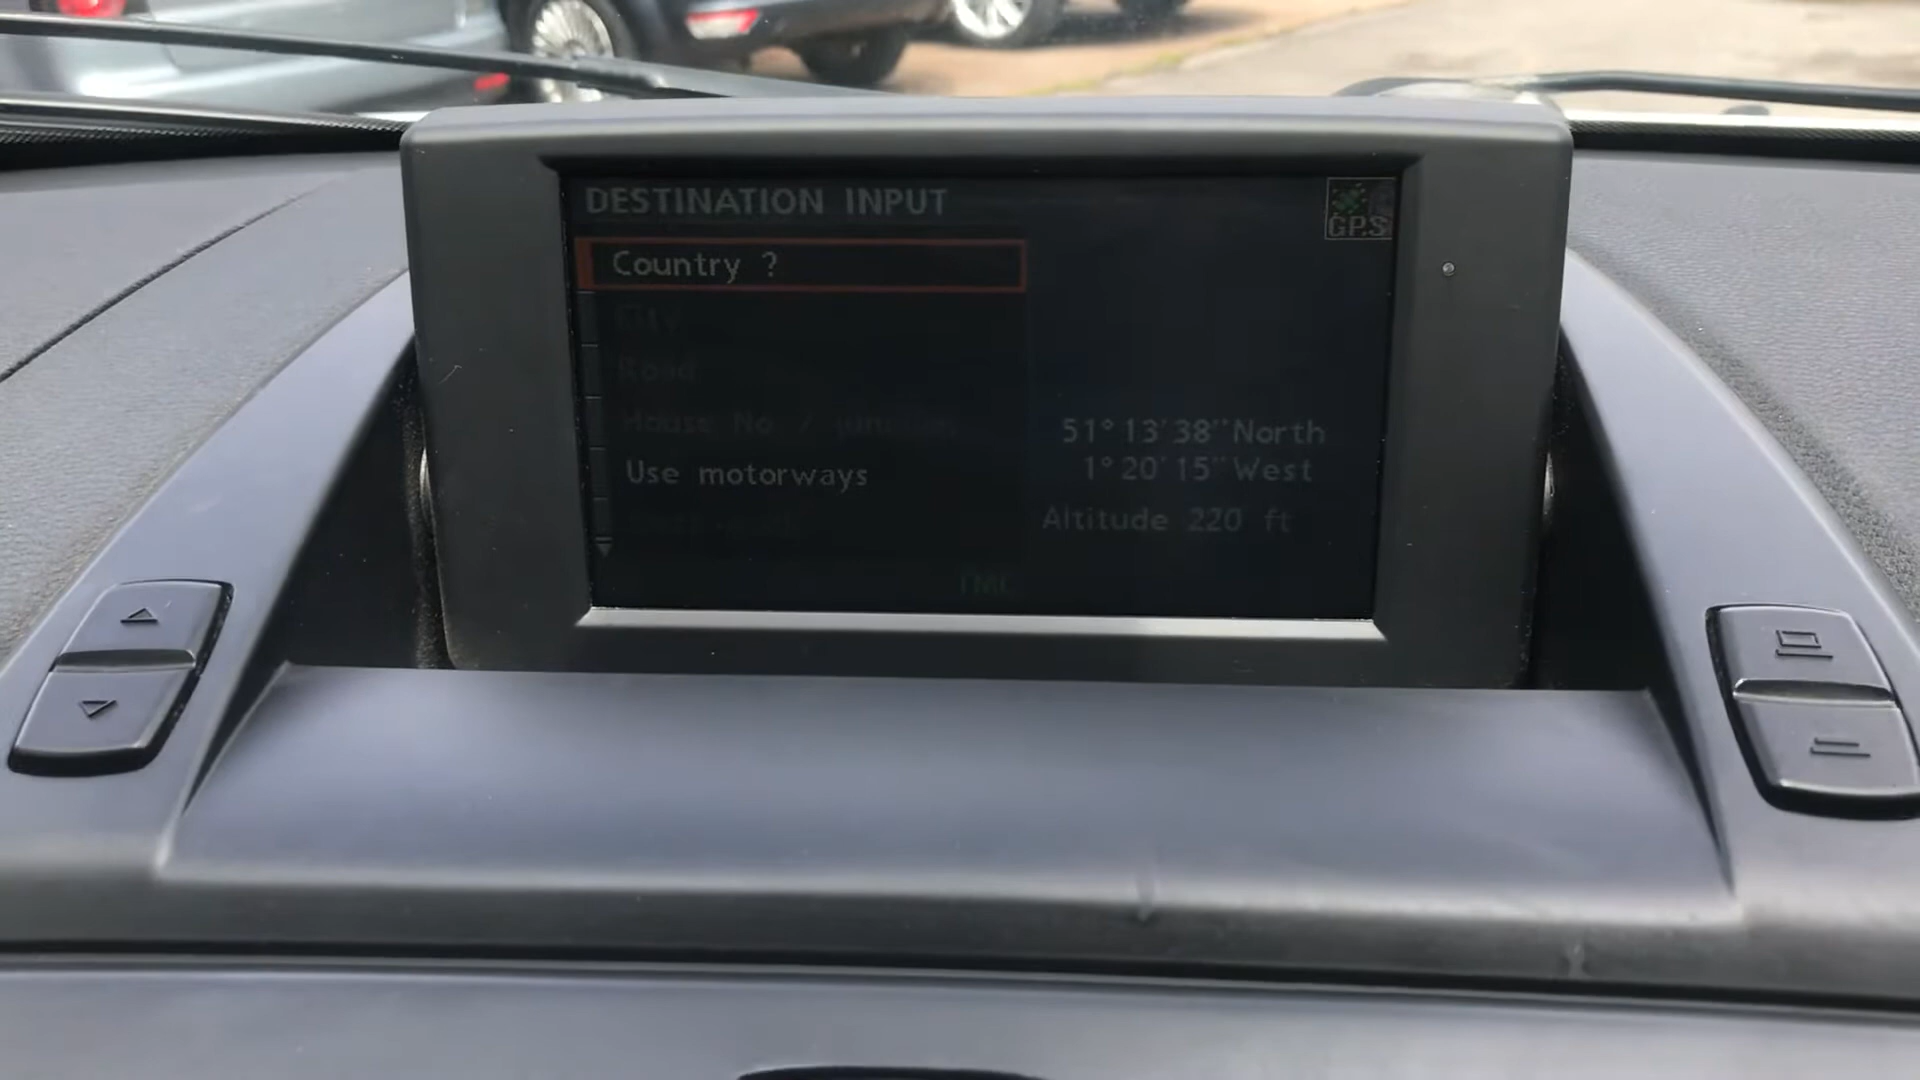 DESTINATION INPUT
GPS
Country ?
City
Road
House No / junction
51°13'38"North
Use motorways
1°20'15"West
Altitude 220 ft
TMC